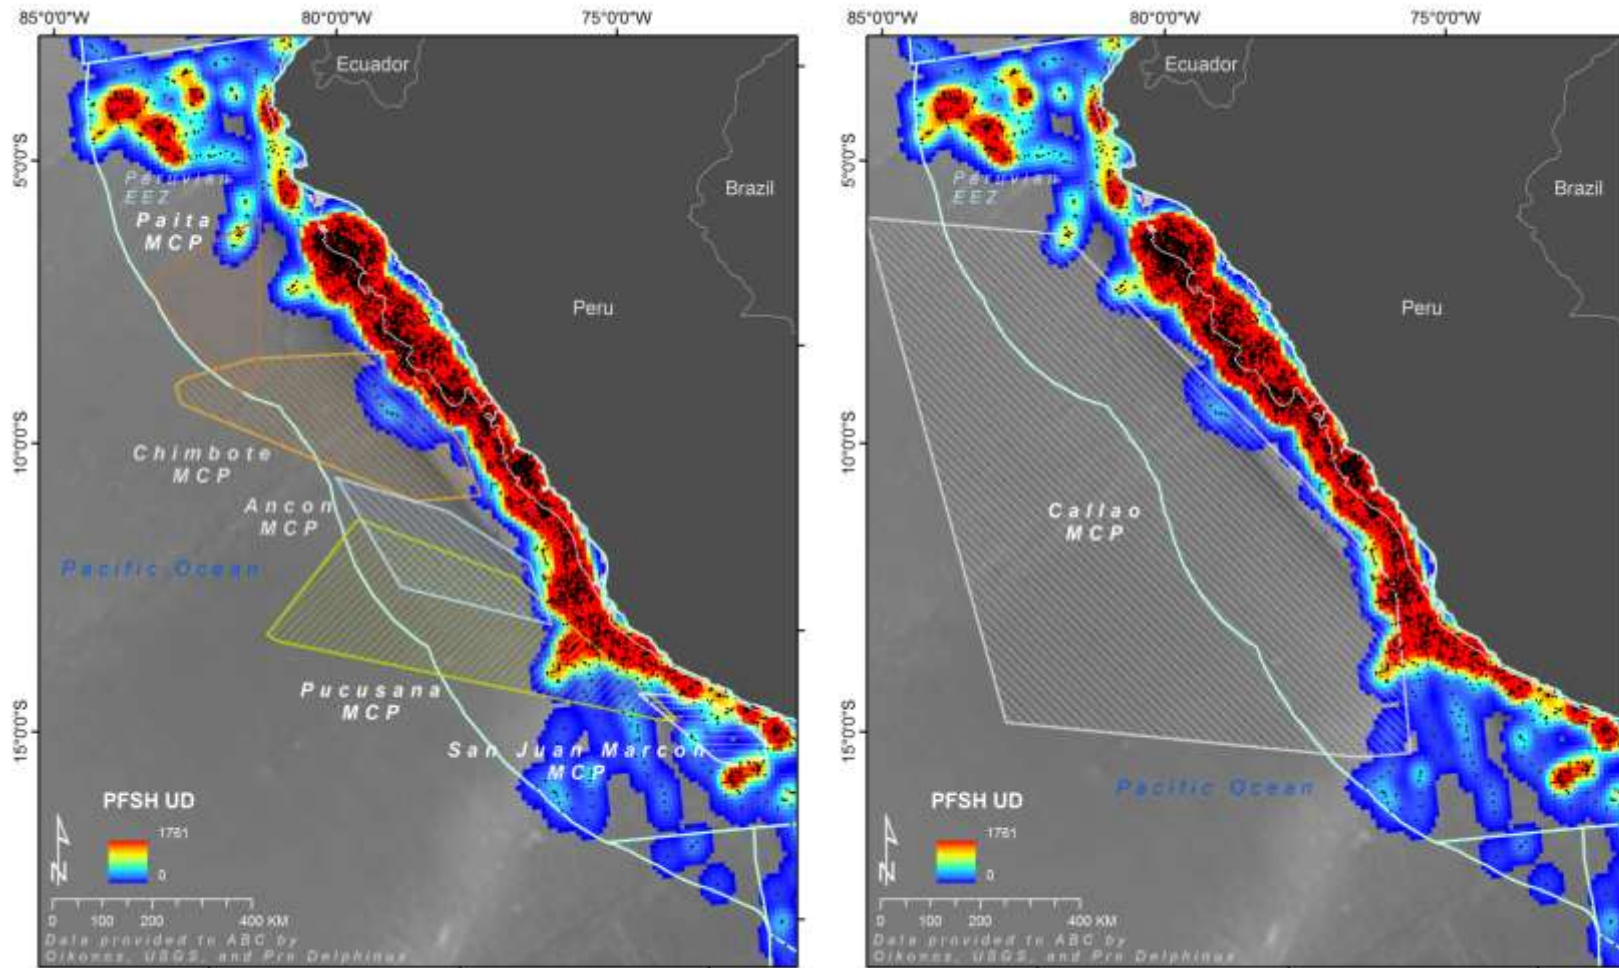 85°0'0"W
80°0'0"W
75°0'0"W
Ecuador
5°0'0"S
Peruvian
EEZ
Brazil
Paita
MCP
Peru
10°0'0"S
Chimbote
MCP
Ancon
MCP
Pacific Ocean
Pucusana
MCP
15°0'0"S
San Juan Marcon
MCP
PFSH UD
1761
0
N
0 100 200 400 KM
Data provided to ABC by
Oikonos, USGS, and Pro Delphinus
85°0'0"W
80°0'0"W
75°0'0"W
Ecuador
5°0'0"S
Peruvian
EEZ
Brazil
Peru
10°0'0"S
Callao
MCP
15°0'0"S
Pacific Ocean
PFSH UD
1761
0
N
0 100 200 400 KM
Data provided to ABC by
Oikonos, USGS, and Pro Delphinus